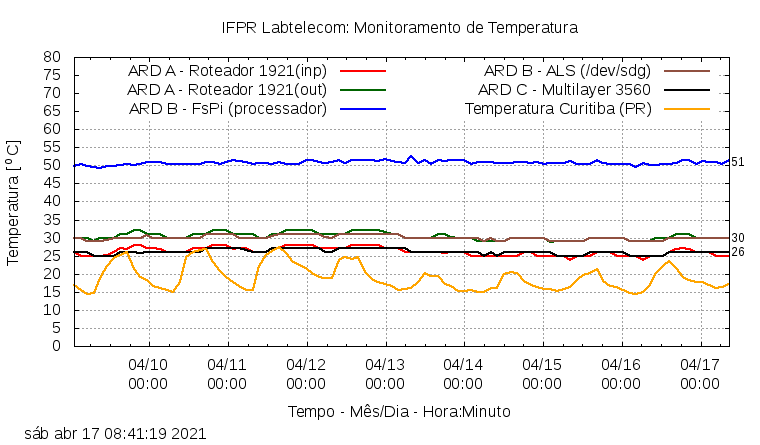 IFPR Labtelecom: Monitoramento de Temperatura
80
75
70
65
60
55
50
45
40
35
30
25
20
15
10
5
0
Temperatura [ ⁰ C]
ARD A - Roteador 1921(inp)
ARD A - Roteador 1921(out)
ARD B - FsPi (processador)
ARD B - ALS (/dev/sdg)
ARD C - Multilayer 3560
Temperatura Curitiba (PR)
51
30
26
04/10 04/11 04/12 04/13 04/14 04/15 04/16 04/17
00:00 00:00 00:00 00:00 00:00 00:00 00:00 00:00
Tempo - Mês/Dia - Hora:Minuto
sáb abr 17 08:41:19 2021